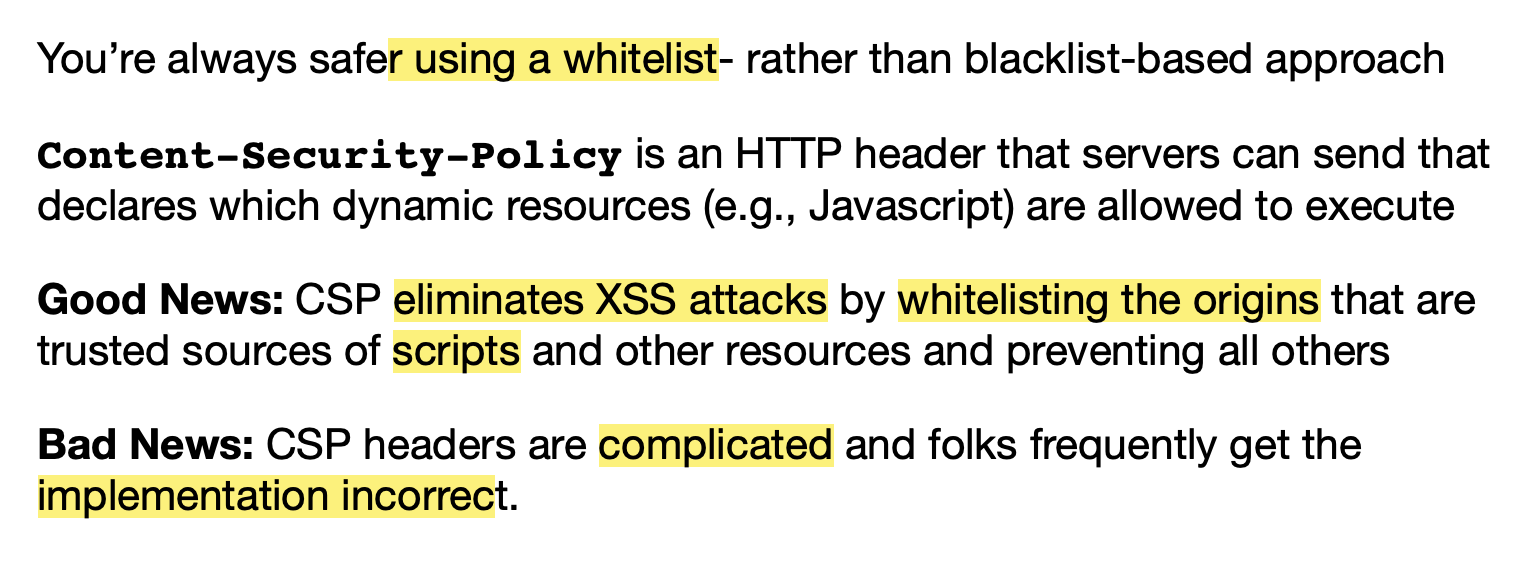 You’re always safer using a whitelist- rather than blacklist-based approach
Content-Security-Policy is an HTTP header that servers can send that
declares which dynamic resources (e.g., Javascript) are allowed to execute
Good News: CSP eliminates XSS attacks by whitelisting the origins that are
trusted sources of scripts and other resources and preventing all others
Bad News: CSP headers are complicated and folks frequently get the
implementation incorrect.